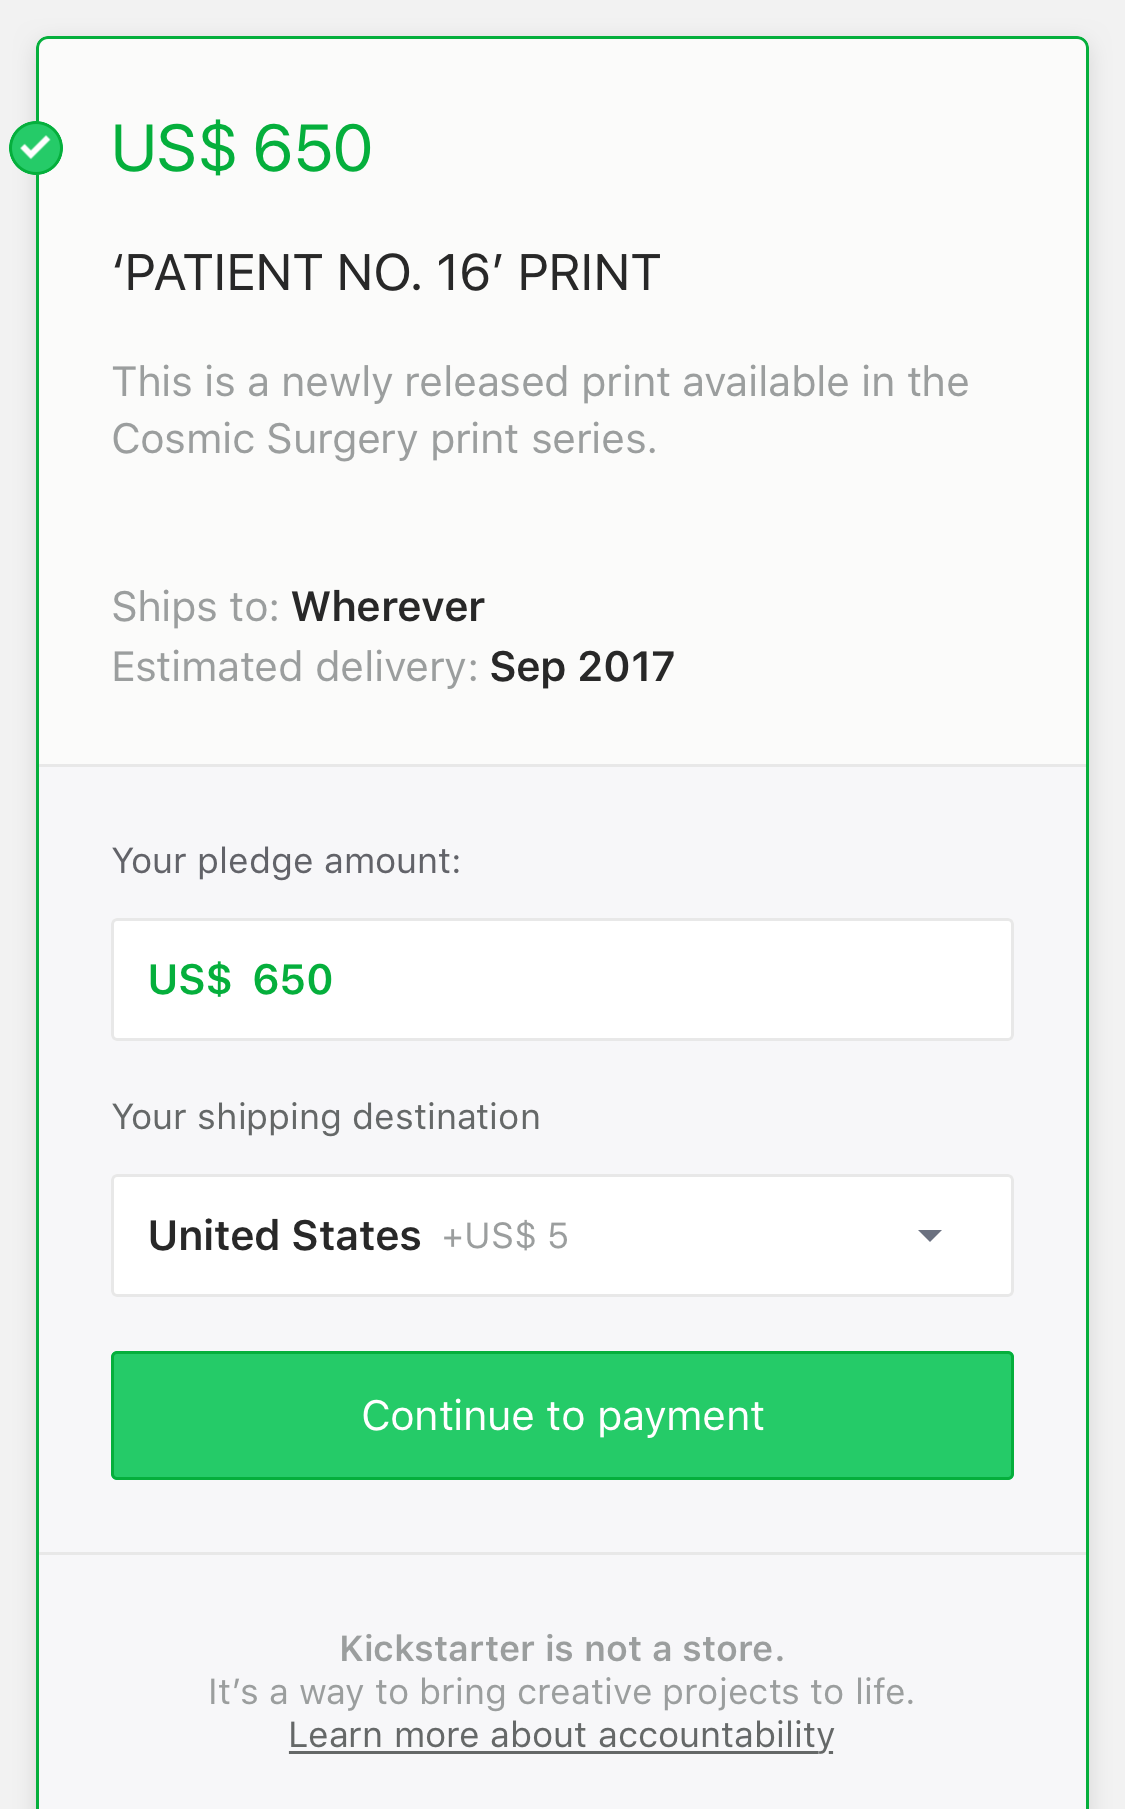 US$ 650
‘PATIENT NO. 16’ PRINT
This is a newly released print available in the
Cosmic Surgery print series.
Ships to: Wherever
Estimated delivery: Sep 2017
Your pledge amount:
US$ 650
Your shipping destination
United States +US$ 5
Continue to payment
Kickstarter is not a store.
It’s a way to bring creative projects to life.
Learn more about accountability